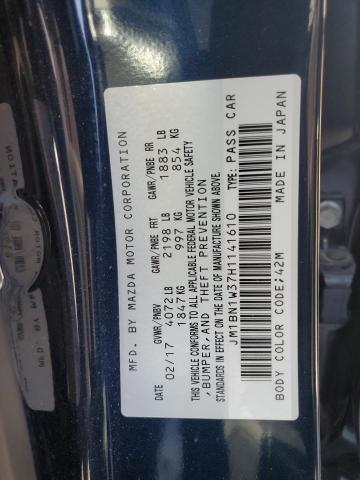 MFD. BY MAZDA MOTOR CORPORATION
DATE GVWR/PNBV GAWR/PNBE FRT GAWR/PNBE RR
02/17 4072 LB 2198 LB 1883 LB
1847 KG 997 KG 854 KG
THIS VEHICLE CONFORMS TO ALL APPLICABLE FEDERAL MOTOR VEHICLE SAFETY
,BUMPER,AND THEFT PREVENTION
STANDARDS IN EFFECT ON THE DATE OF MANUFACTURE SHOWN ABOVE.
JM1BN1W37H1141610 TYPE: PASS CAR
BODY COLOR CODE;42M MADE IN JAPAN